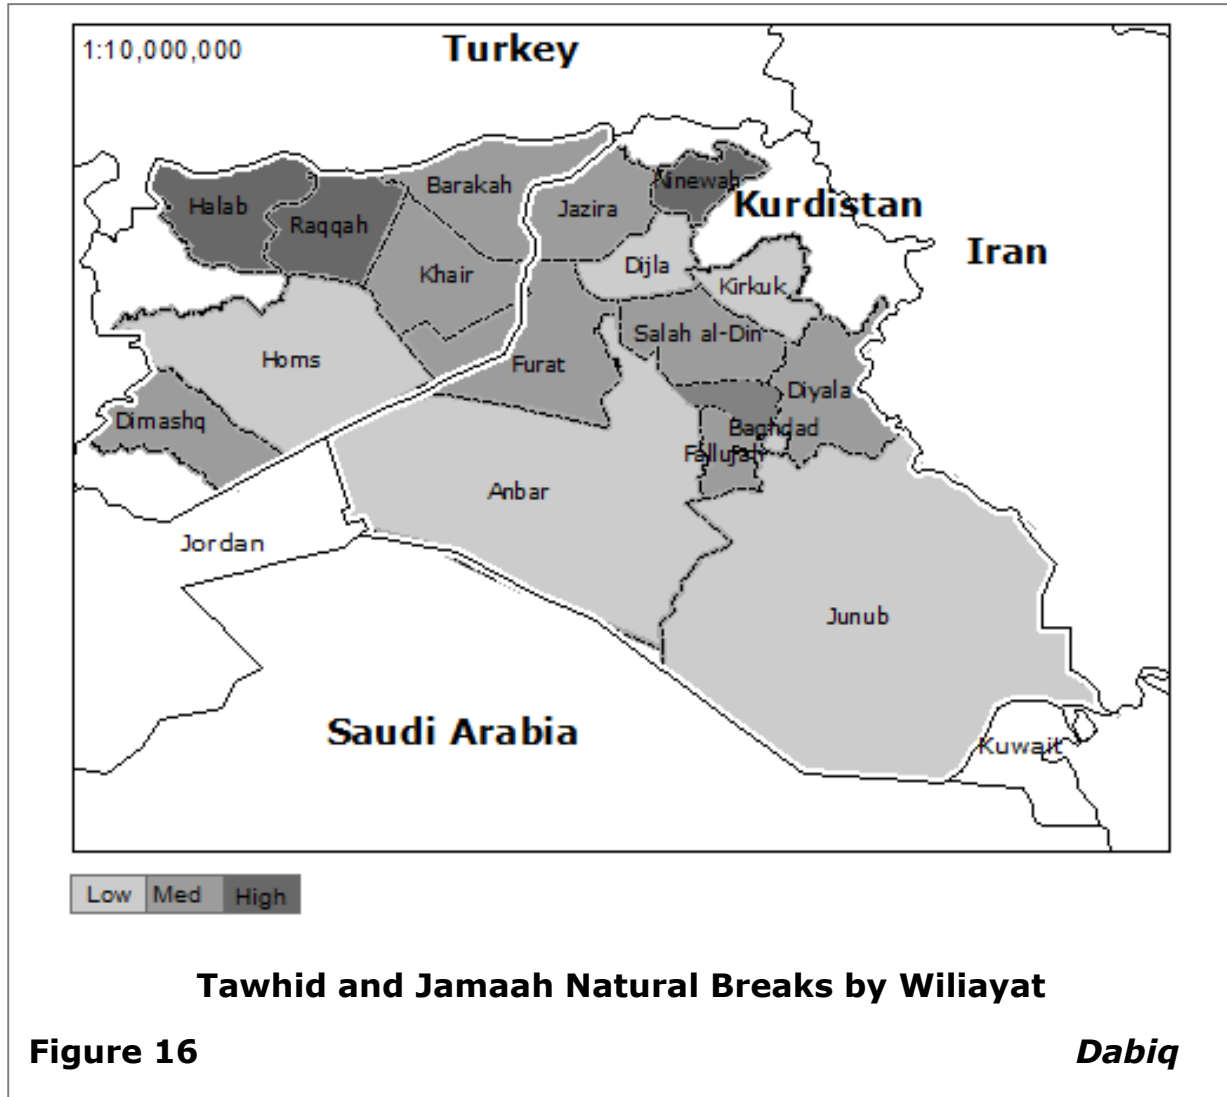 1:10,000,000
Turkey
Halab
Raqqah
Barakah
Jazira
Ninewah
Kurdistan
Iran
Khair
Dijla
Kirkuk
Homs
Furat
Salah al-Din
Diyala
Dimashq
Baghdad
Fallujah
Anbar
Jordan
Junub
Saudi Arabia
Kuwait
Low Med High
Tawhid and Jamaah Natural Breaks by Wiliayat
Figure 16 Dabiq